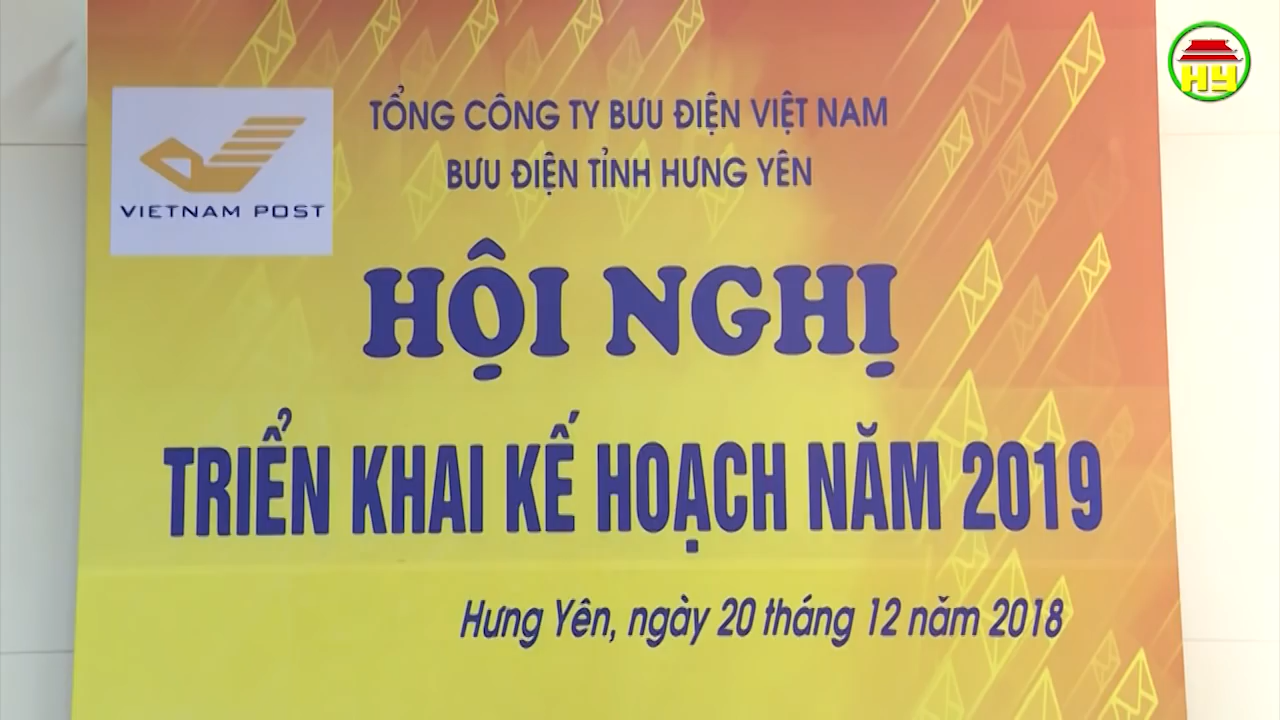 HY
TỔNG CÔNG TY BƯU ĐIỆN VIỆT NAM
BƯU ĐIỆN TỈNH HƯNG YÊN
VIETNAM POST
HỘI NGHỊ
TRIỂN KHAI KẾ HOẠCH NĂM 2019
Hưng Yên, ngày 20 tháng 12 năm 2018